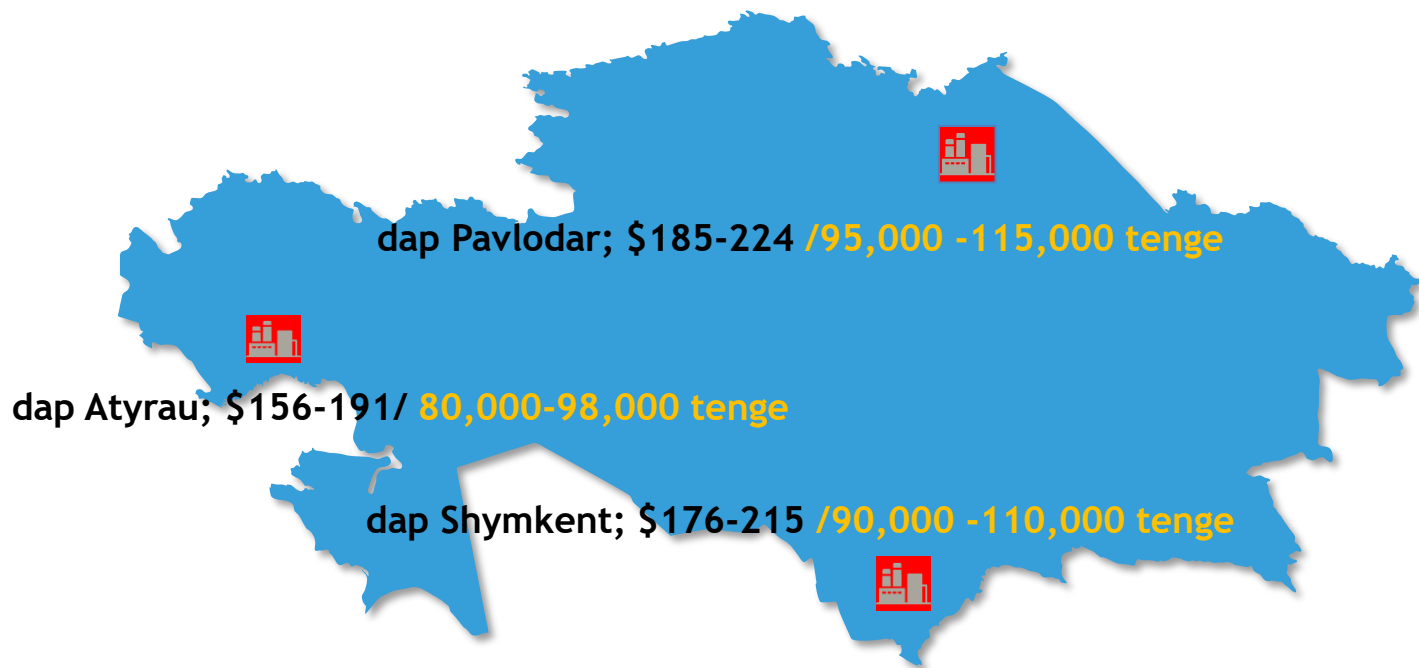 dap Pavlodar; $185-224 /95,000 -115,000 tenge
dap Atyrau; $156-191/ 80,000-98,000 tenge
dap Shymkent; $176-215 /90,000 -110,000 tenge